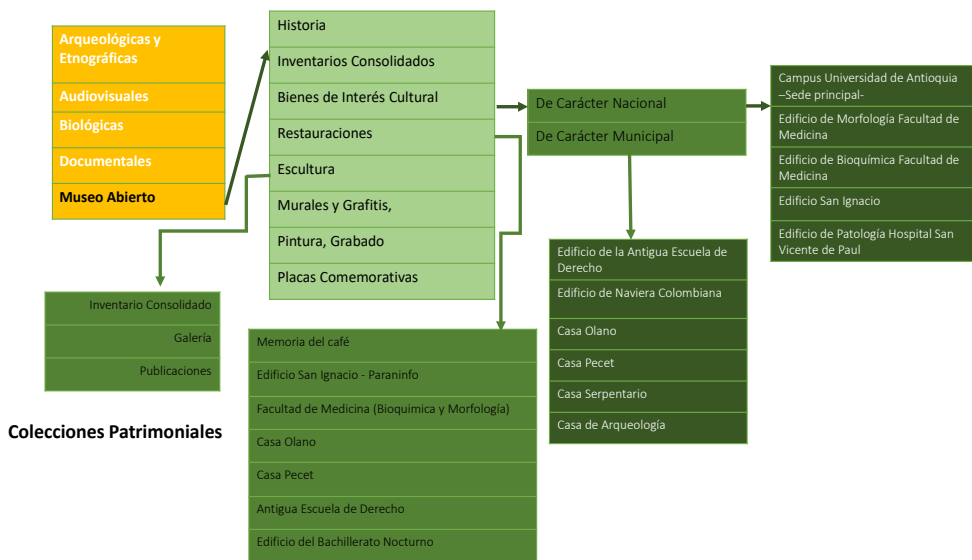 Arqueológicas y
Etnográficas
Audiovisuales
Biológicas
Documentales
Museo Abierto
Historia
Inventarios Consolidados
Bienes de Interés Cultural
Restauraciones
Escultura
Murales y Grafitis,
Pintura, Grabado
Placas Comemorativas
De Carácter Nacional
De Carácter Municipal
Campus Universidad de Antioquia
–Sede principal-
Edificio de Morfología Facultad de
Medicina
Edificio de Bioquímica Facultad de
Medicina
Edificio San Ignacio
Edificio de Patología Hospital San
Vicente de Paul
Edificio de la Antigua Escuela de
Derecho
Edificio de Naviera Colombiana
Casa Olano
Casa Pecet
Casa Serpentario
Casa de Arqueología
Inventario Consolidado
Galería
Publicaciones
Memoria del café
Edificio San Ignacio - Paraninfo
Facultad de Medicina (Bioquimica y Morfología)
Casa Olano
Casa Pecet
Antigua Escuela de Derecho
Edificio del Bachillerato Nocturno
Colecciones Patrimoniales